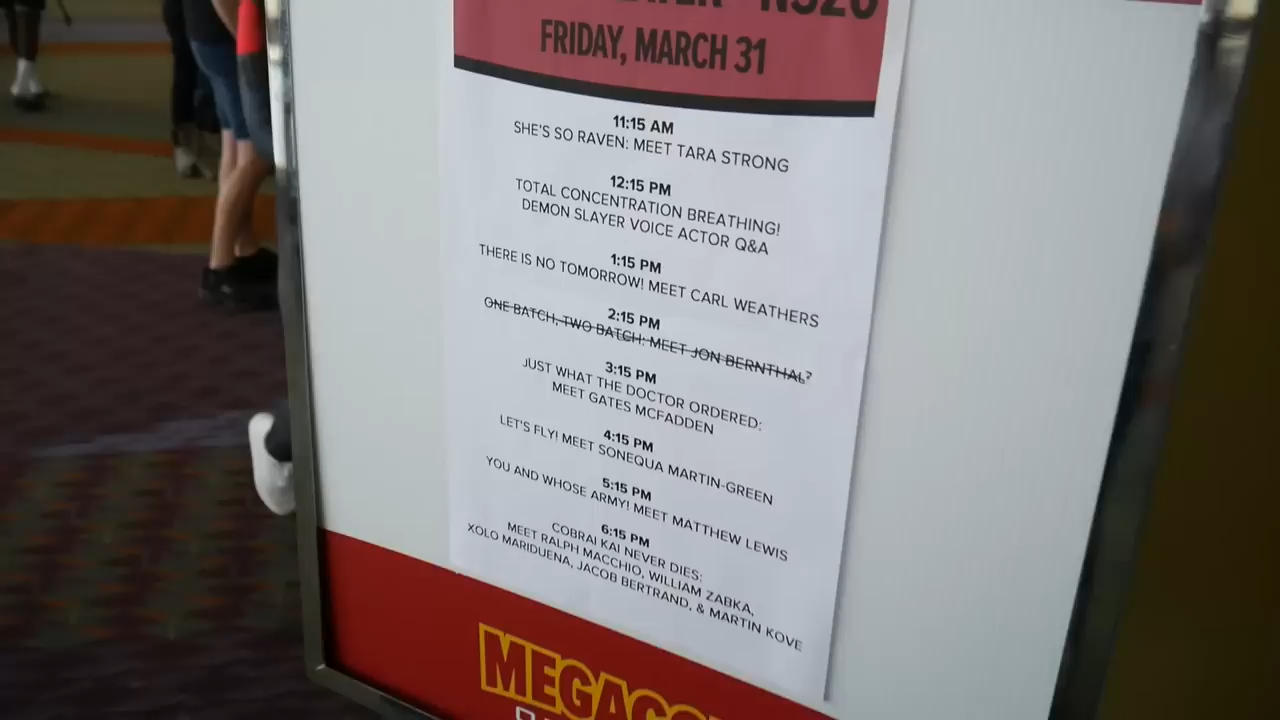 FRIDAY, MARCH 31
11:15 AM
SHE'S SO RAVEN: MEET TARA STRONG
12:15 PM
TOTAL CONCENTRATION BREATHING!
DEMON SLAYER VOICE ACTOR Q&A
1:15 PM
THERE IS NO TOMORROW! MEET CARL WEATHERS
2:15 PM
ONE BATCH, TWO BATCH: MEET JON BERNTHAL?
3:15 PM
JUST WHAT THE DOCTOR ORDERED:
MEET GATES MCFADDEN
4:15 PM
LET'S FLY! MEET SONEQUA MARTIN-GREEN
5:15 PM
YOU AND WHOSE ARMY! MEET MATTHEW LEWIS
6:15 PM
COBRAI KAI NEVER DIES:
MEET RALPH MACCHIO, WILLIAM ZABKA,
XOLO MARIDUENA, JACOB BERTRAND, & MARTIN KOVE